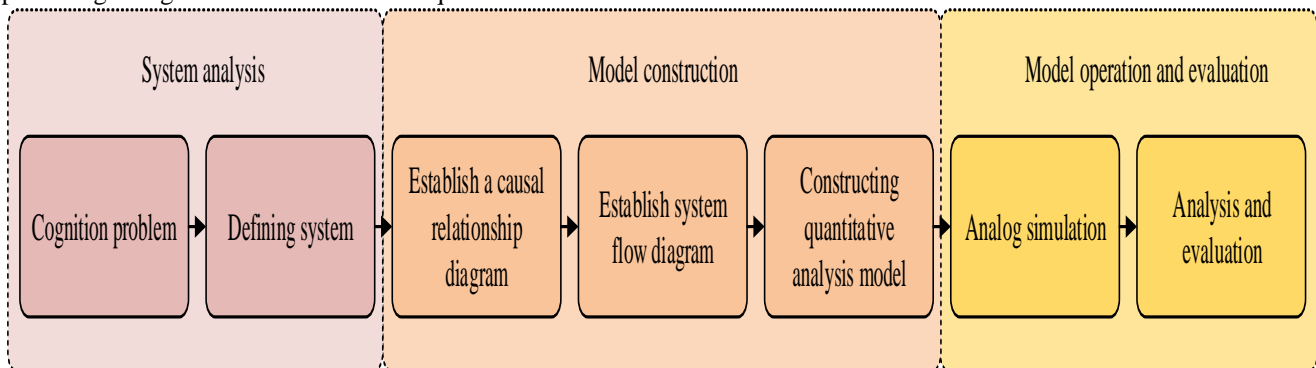 System analysis
Model construction
Model operation and evaluation
Cognition problem
Defining system
Establish a causal
relationship
diagram
Establish system
flow diagram
Constructing
quantitative
analysis model
Analog simulation
Analysis and
evaluation